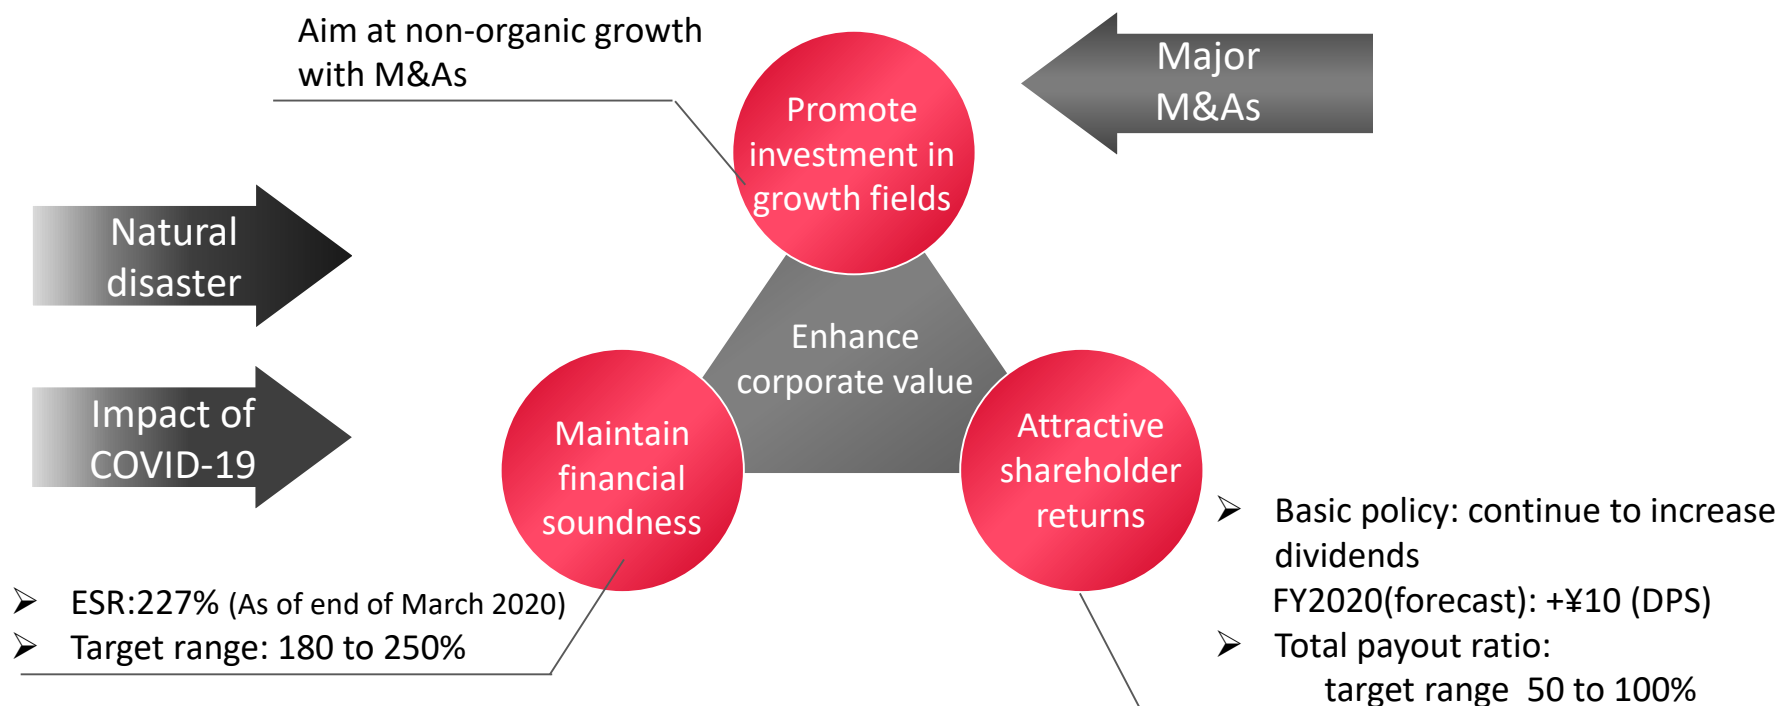 Aim at non-organic growth
with M&As
Major
M&As
Promote
investment in
growth fields
Natural
disaster
Enhance
corporate value
Impact of
COVID-19
Maintain
financial
soundness
Attractive
shareholder
returns
➢ ESR:227% (As of end of March 2020)
➢ Target range: 180 to 250%
➢ Basic policy: continue to increase
dividends
FY2020(forecast): +¥10 (DPS)
➢ Total payout ratio:
target range 50 to 100%